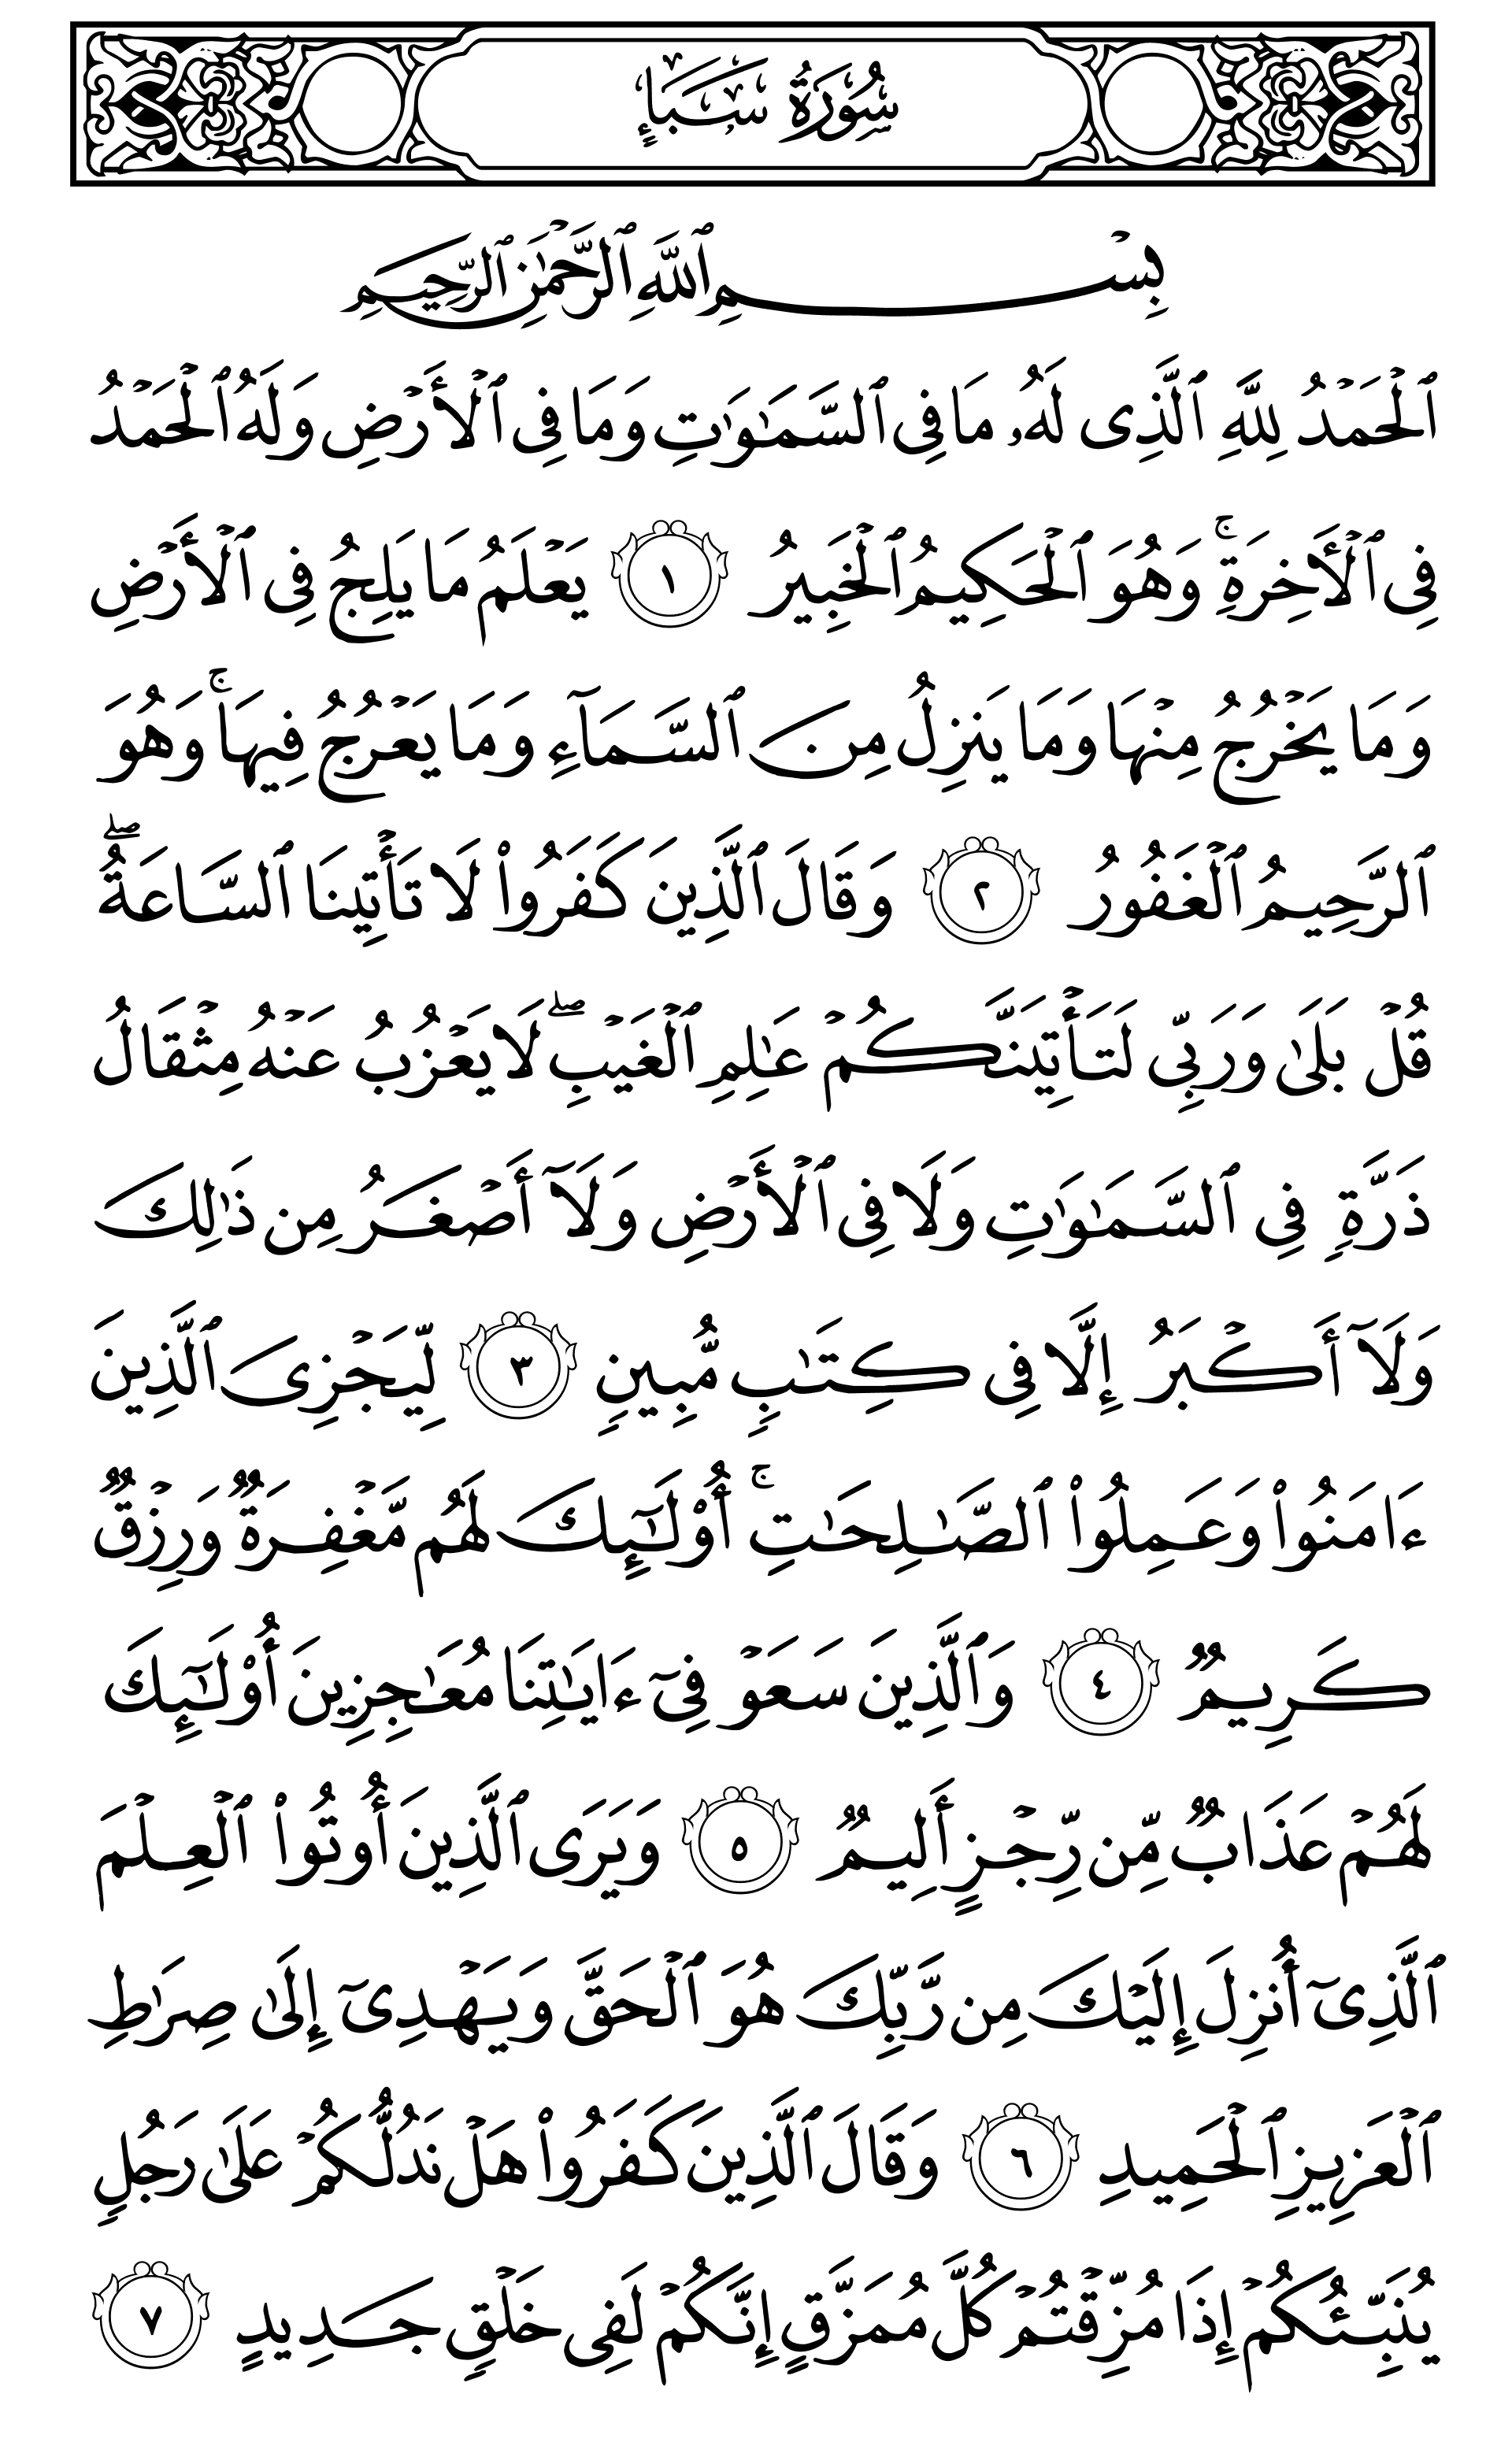 سُورَةُ سَبَإٍ
بِسۡمِ ٱللَّهِ ٱلرَّحۡمَٰنِ ٱلرَّحِيمِ
ٱلۡحَمۡدُ لِلَّهِ ٱلَّذِى لَهُۥ مَا فِى ٱلسَّمَٰوَٰتِ وَمَا فِى ٱلۡأَرۡضِ وَلَهُ ٱلۡحَمۡدُ
فِى ٱلۡأَخِرَةِۚ وَهُوَ ٱلۡحَكِيمُ ٱلۡخَبِيرُ ١ يَعۡلَمُ مَا يَلِجُ فِى ٱلۡأَرۡضِ
وَمَا يَخۡرُجُ مِنۡهَا وَمَا يَنزِلُ مِنَ ٱلسَّمَآءِ وَمَا يَعۡرُجُ فِيهَاۚ وَهُوَ
ٱلرَّحِيمُ ٱلۡغَفُورُ ٢ وَقَالَ ٱلَّذِينَ كَفَرُوا۟ لَا تَأۡتِينَا ٱلسَّاعَةُۖ
قُلۡ بَلَىٰ وَرَبِّى لَتَأۡتِيَنَّكُمۡ عَٰلِمِ ٱلۡغَيۡبِۖ لَا يَعۡزُبُ عَنۡهُ مِثۡقَالُ
ذَرَّةٍ فِى ٱلسَّمَٰوَٰتِ وَلَا فِى ٱلۡأَرۡضِ وَلَآ أَصۡغَرُ مِن ذَٰلِكَ
وَلَآ أَكۡبَرُ إِلَّا فِى كِتَٰبٍ مُّبِينٍ ٣ لِّيَجۡزِىَ ٱلَّذِينَ
ءَامَنُوا۟ وَعَمِلُوا۟ ٱلصَّٰلِحَٰتِۚ أُو۟لَٰٓئِكَ لَهُم مَّغۡفِرَةٌ وَرِزۡقٌ
كَرِيمٌ ٤ وَٱلَّذِينَ سَعَوۡ فِىٓ ءَايَٰتِنَا مُعَٰجِزِينَ أُو۟لَٰٓئِكَ
لَهُمۡ عَذَابٌ مِّن رِّجۡزٍ أَلِيمٌ ٥ وَيَرَى ٱلَّذِينَ أُوتُوا۟ ٱلۡعِلۡمَ
ٱلَّذِىٓ أُنزِلَ إِلَيۡكَ مِن رَّبِّكَ هُوَ ٱلۡحَقَّ وَيَهۡدِىٓ إِلَىٰ صِرَٰطِ
ٱلۡعَزِيزِ ٱلۡحَمِيدِ ٦ وَقَالَ ٱلَّذِينَ كَفَرُوا۟ هَلۡ نَدُلُّكُمۡ عَلَىٰ رَجُلٍ
يُنَبِّئُكُمۡ إِذَا مُزِّقۡتُمۡ كُلَّ مُمَزَّقٍ إِنَّكُمۡ لَفِى خَلۡقٍ جَدِيدٍ ٧